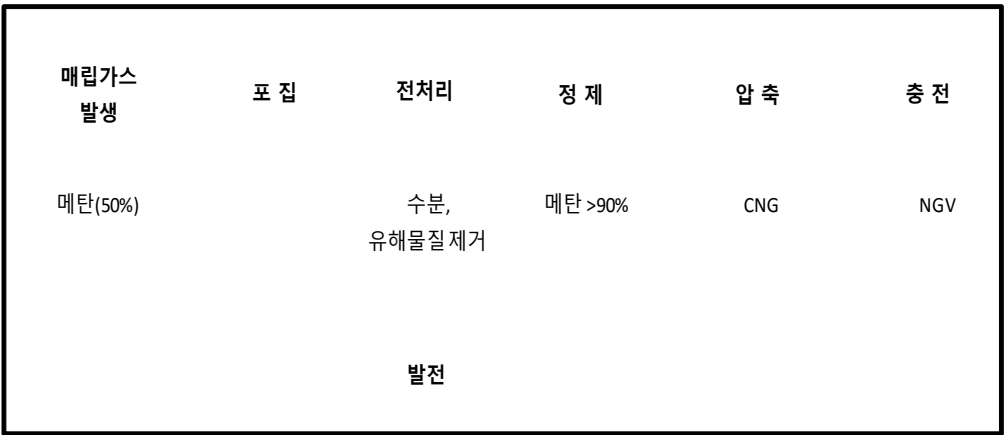 매립가스
발생
포 집
전처리
정 제
압 축
충 전
메탄(50%)
수분,
유해물질제거
메탄 >90%
CNG
NGV
발전